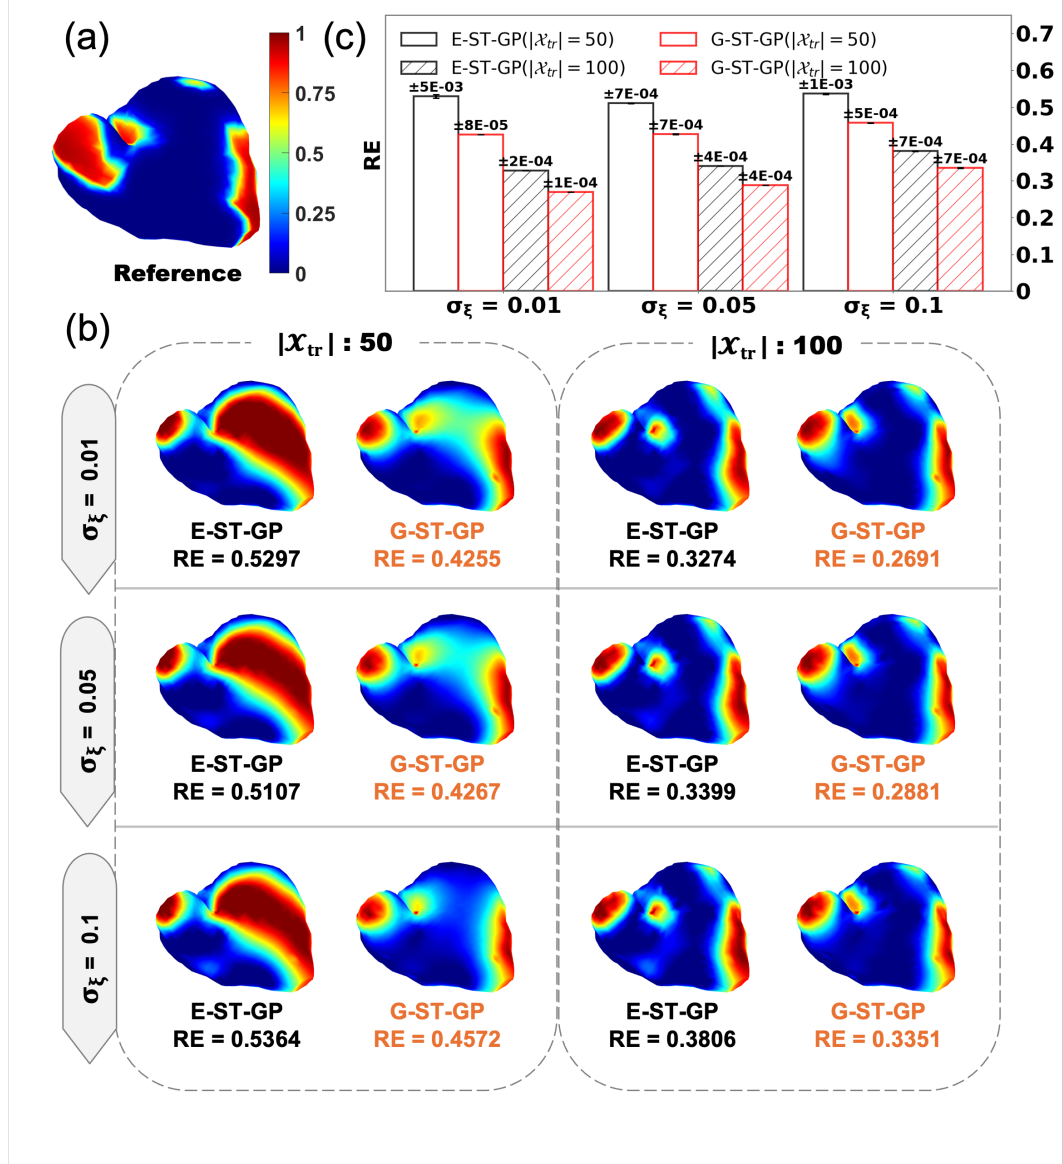 (a)
1
0.75
0.5
0.25
0
Reference
(c)
E-ST-GP(|𝒳tr| = 50)
G-ST-GP(|𝒳tr| = 50)
E-ST-GP(|𝒳tr| = 100)
G-ST-GP(|𝒳tr| = 100)
RE
±5E-03
±8E-05
±2E-04
±1E-04
±7E-04
±7E-04
±4E-04
±4E-04
±1E-03
±5E-04
±7E-04
±7E-04
0.7
0.6
0.5
0.4
0.3
0.2
0.1
0
σξ = 0.01
σξ = 0.05
σξ = 0.1
(b)
|𝒳tr| : 50
|𝒳tr| : 100
σξ = 0.01
E-ST-GP
RE = 0.5297
G-ST-GP
RE = 0.4255
E-ST-GP
RE = 0.3274
G-ST-GP
RE = 0.2691
σξ = 0.05
E-ST-GP
RE = 0.5107
G-ST-GP
RE = 0.4267
E-ST-GP
RE = 0.3399
G-ST-GP
RE = 0.2881
σξ = 0.1
E-ST-GP
RE = 0.5364
G-ST-GP
RE = 0.4572
E-ST-GP
RE = 0.3806
G-ST-GP
RE = 0.3351